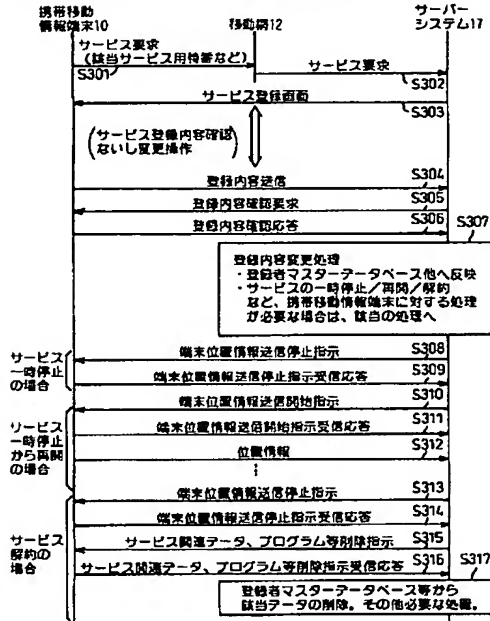 携帯移動
情報端末10
移動網12
サーバー
システム17
サービス要求
(該当サービス用特番など)
S301
サービス要求
S302
サービス登録画面
S303
(サービス登録内容確認
ないし変更操作)
S304
登録内容送信
S305
登録内容確認要求
S306
登録内容確認応答
S307
登録内容変更処理
・登録者マスターデータベース他へ反映
・サービスの一時停止/再開/解約
など、携帯移動情報端末に対する処理
が必要な場合は、該当の処理へ
サービス
一時停止
の場合
端末位置情報送信停止指示
S308
端末位置情報送信停止指示受信応答
S309
サービス
一時停止
から再開
の場合
端末位置情報送信開始指示
S310
端末位置情報送信開始指示受信応答
S311
位置情報
S312
サービス
解約の
場合
端末位置情報送信停止指示
S313
端末位置情報送信停止指示受信応答
S314
サービス関連データ、プログラム等削除指示
S315
サービス関連データ、プログラム等削除指示受信応答
S316
S317
登録者マスターデータベース等から
該当データの削除。その他必要な処置。